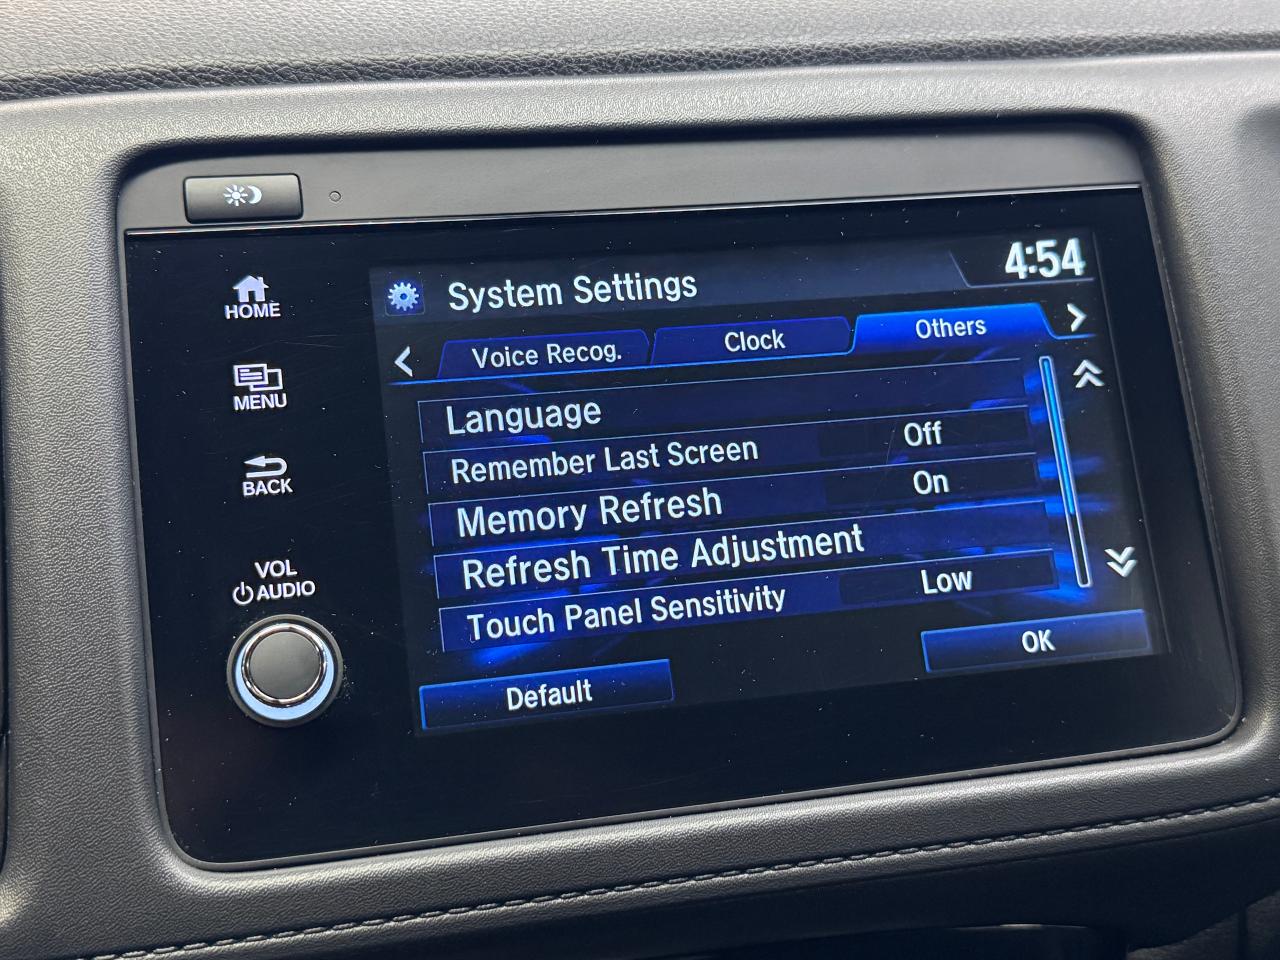 HOME
MENU
BACK
VOL
AUDIO
System Settings
4:54
Voice Recog.
Clock
Others
Language
Remember Last Screen Off
Memory Refresh On
Refresh Time Adjustment
Touch Panel Sensitivity Low
Default
OK